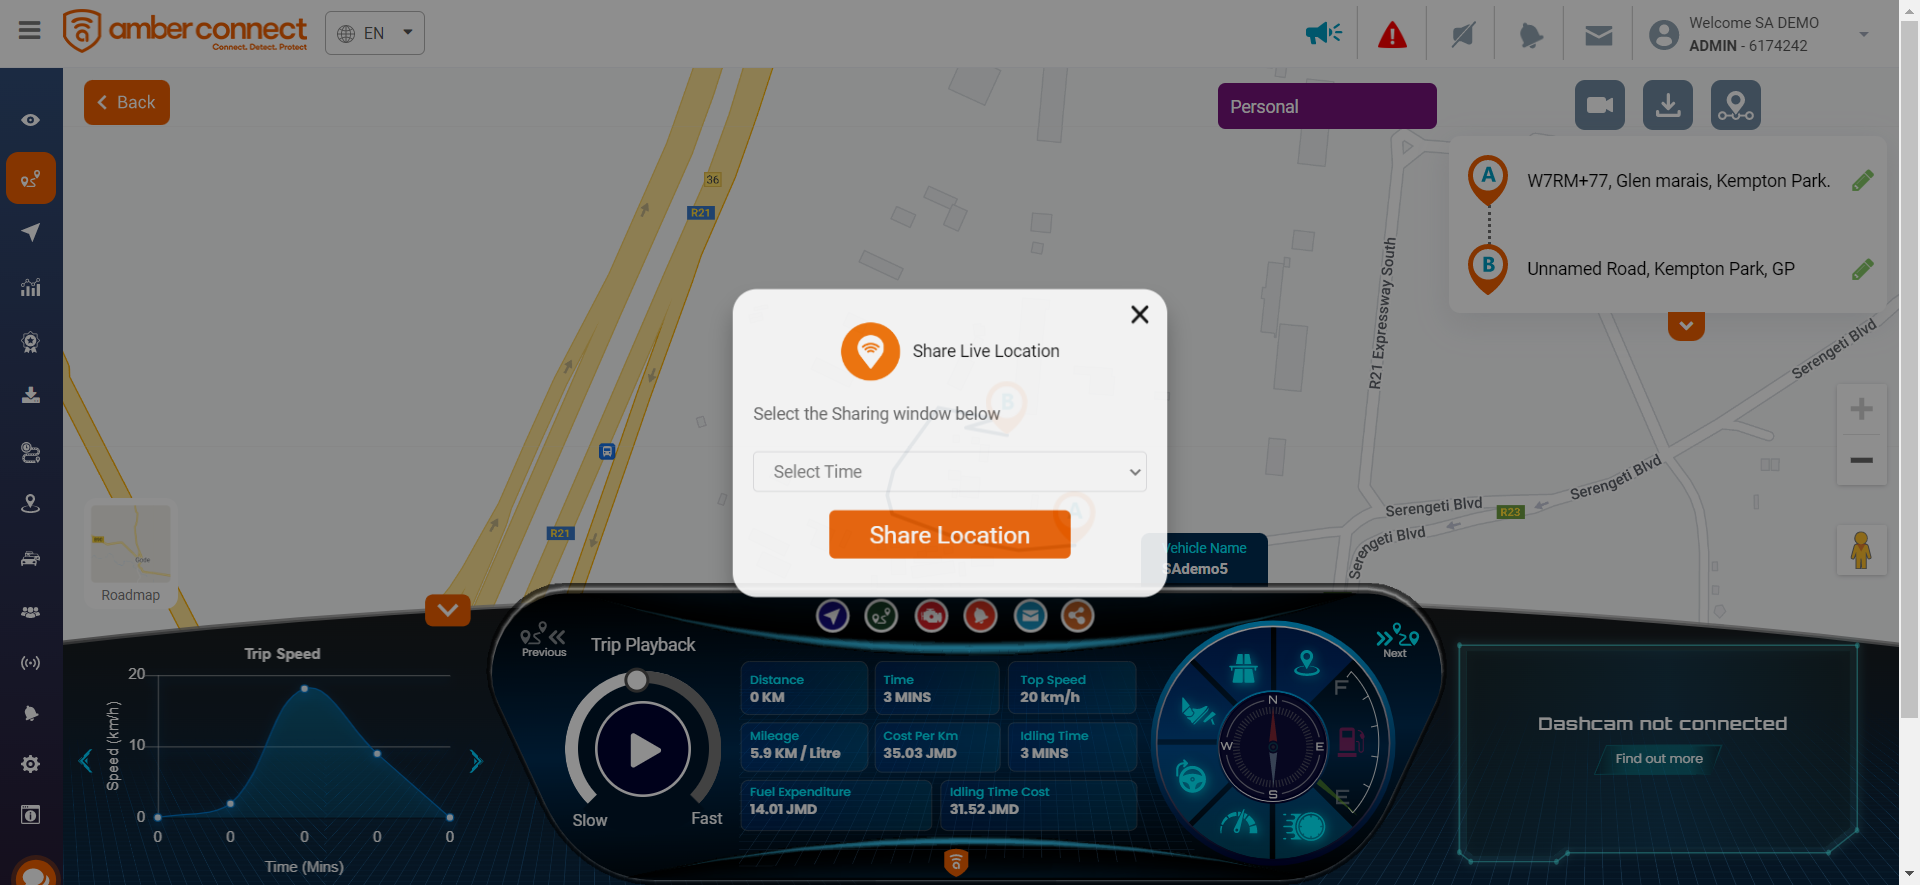 amber connect
Connect. Detect. Protect
EN
Welcome SA DEMO
ADMIN - 6174242
Back
Personal
A
W7RM+77, Glen marais, Kempton Park.
B
Unnamed Road, Kempton Park, GP
36
R21
R21 Expressway South
Serengeti Blvd
Share Live Location
Select the Sharing window below
B
Select Time
A
Share Location
Serengeti Blvd
Serengeti Blvd
R23
Serengeti Blvd
R21
Vehicle Name
SAdemo5
Roadmap
Previous
Trip Playback
Slow
Fast
Next
Trip Speed
Speed (km/h)
20
10
0
0 0 0 0 0
Time (Mins)
Distance
0 KM
Time
3 MINS
Top Speed
20 km/h
Mileage
5.9 KM / Litre
Cost Per Km
35.03 JMD
Idling Time
3 MINS
Fuel Expenditure
14.01 JMD
Idling Time Cost
31.52 JMD
N
W
E
S
F
E
Dashcam not connected
Find out more